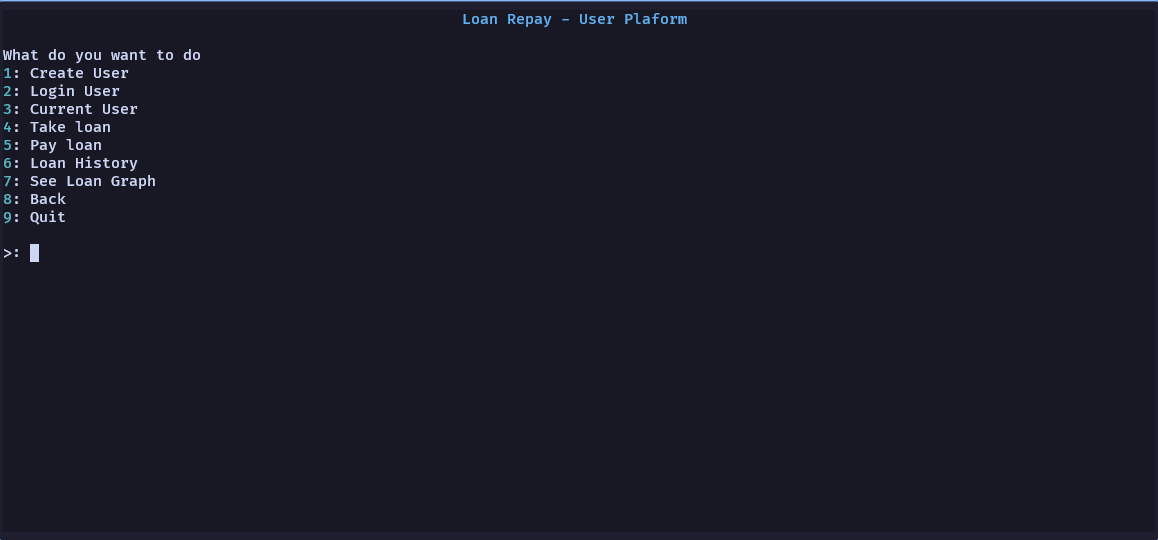 Loan Repay - User Plaform
What do you want to do
1: Create User
2: Login User
3: Current User
4: Take loan
5: Pay loan
6: Loan History
7: See Loan Graph
8: Back
9: Quit
>: